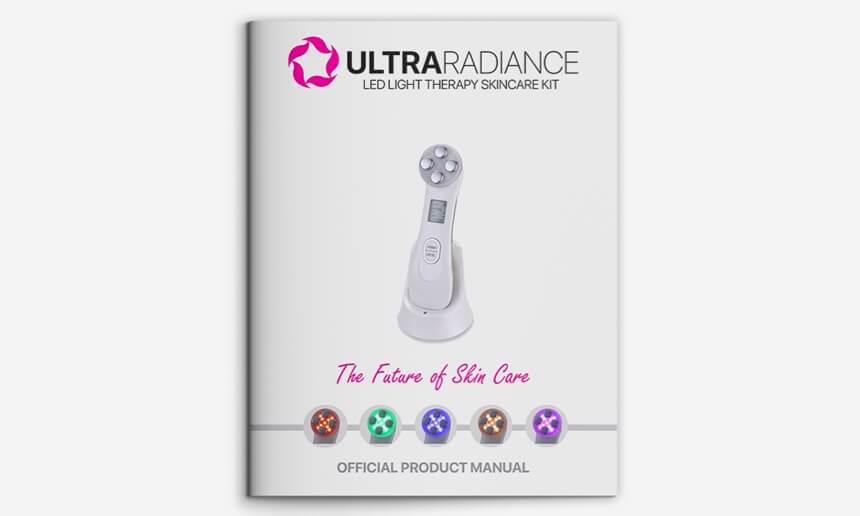 ULTRARADIANCE
LED LIGHT THERAPY SKINCARE KIT
The Future of Skin Care
OFFICIAL PRODUCT MANUAL